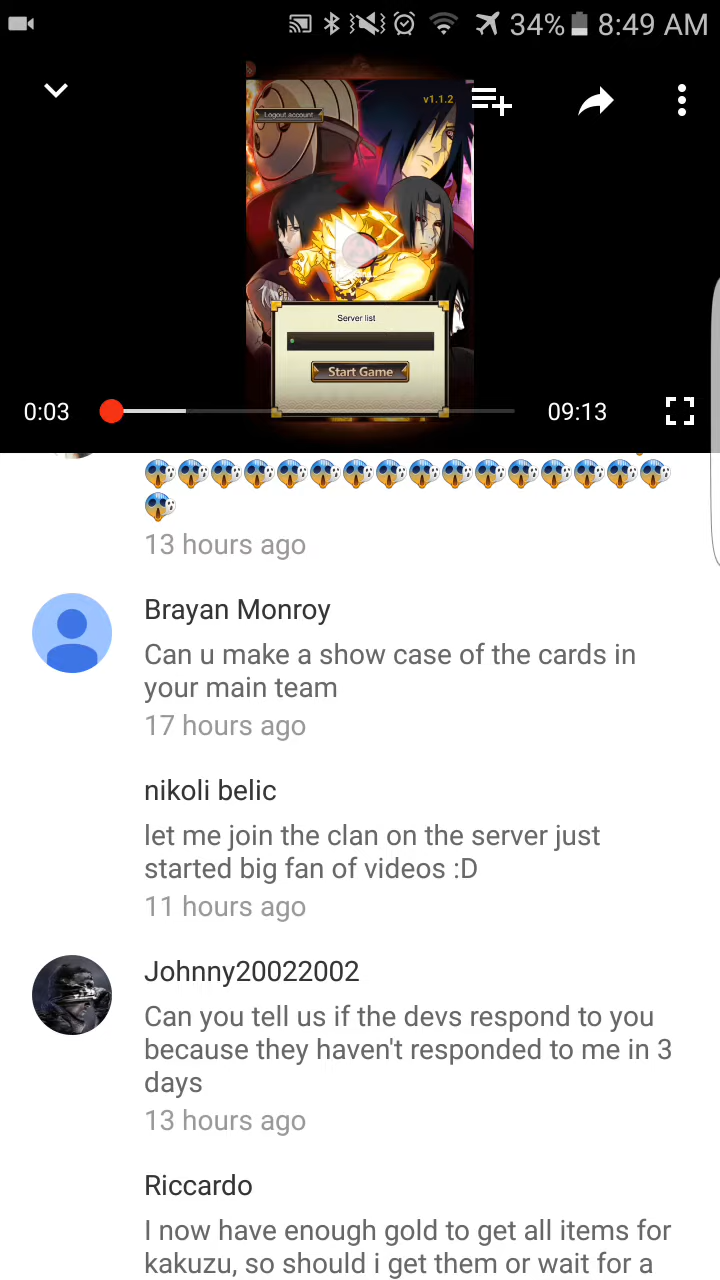 34% 8:49 AM
v1.1.2
Logout account
Server list
Start Game
0:03
09:13
13 hours ago
Brayan Monroy
Can u make a show case of the cards in
your main team
17 hours ago
nikoli belic
let me join the clan on the server just
started big fan of videos :D
11 hours ago
Johnny20022002
Can you tell us if the devs respond to you
because they haven't responded to me in 3
days
13 hours ago
Riccardo
I now have enough gold to get all items for
kakuzu, so should i get them or wait for a